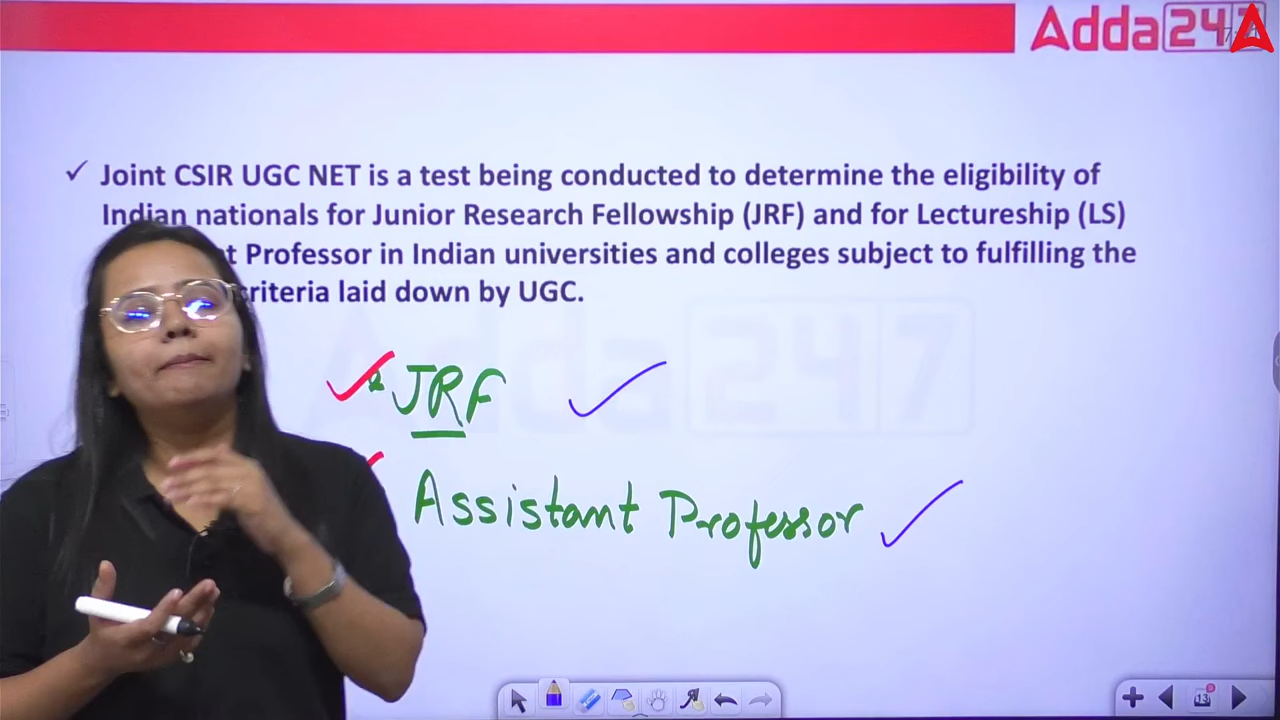 Adda247
✓ Joint CSIR UGC NET is a test being conducted to determine the eligibility of
Indian nationals for Junior Research Fellowship (JRF) and for Lectureship (LS)
Professor in Indian universities and colleges subject to fulfilling the
criteria laid down by UGC.
Adda247
JRF
Assistant Professor
13